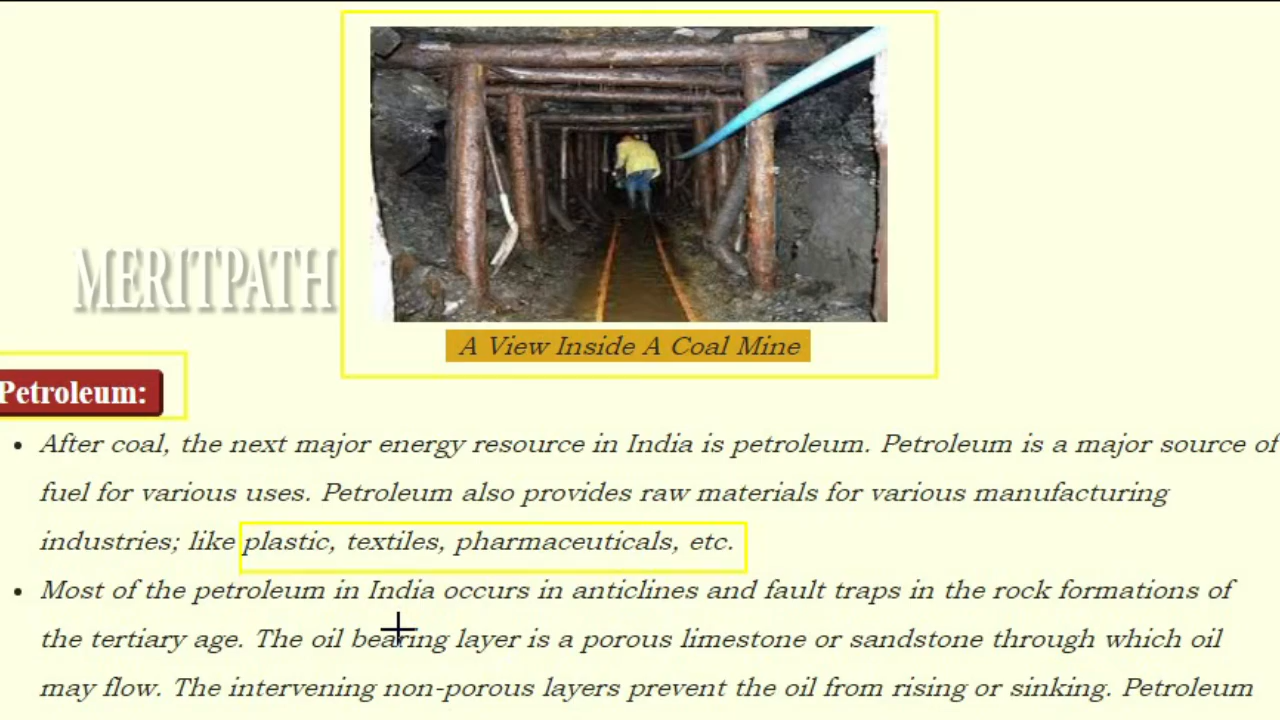 MERITPATH
A View Inside A Coal Mine
Petroleum:
• After coal, the next major energy resource in India is petroleum. Petroleum is a major source of
fuel for various uses. Petroleum also provides raw materials for various manufacturing
industries; like plastic, textiles, pharmaceuticals, etc.
• Most of the petroleum in India occurs in anticlines and fault traps in the rock formations of
the tertiary age. The oil bearing layer is a porous limestone or sandstone through which oil
may flow. The intervening non-porous layers prevent the oil from rising or sinking. Petroleum